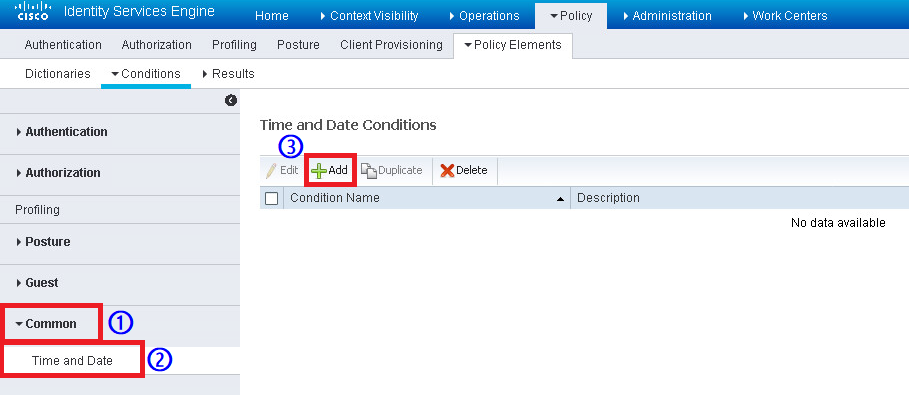 CISCO Identity Services Engine Home Context Visibility Operations Policy Administration Work Centers
Authentication Authorization Profiling Posture Client Provisioning Policy Elements
Dictionaries Conditions Results
Authentication
Authorization
Profiling
Posture
Guest
Common 1
Time and Date 2
Time and Date Conditions
3
Edit Add Duplicate Delete
Condition Name Description
No data available